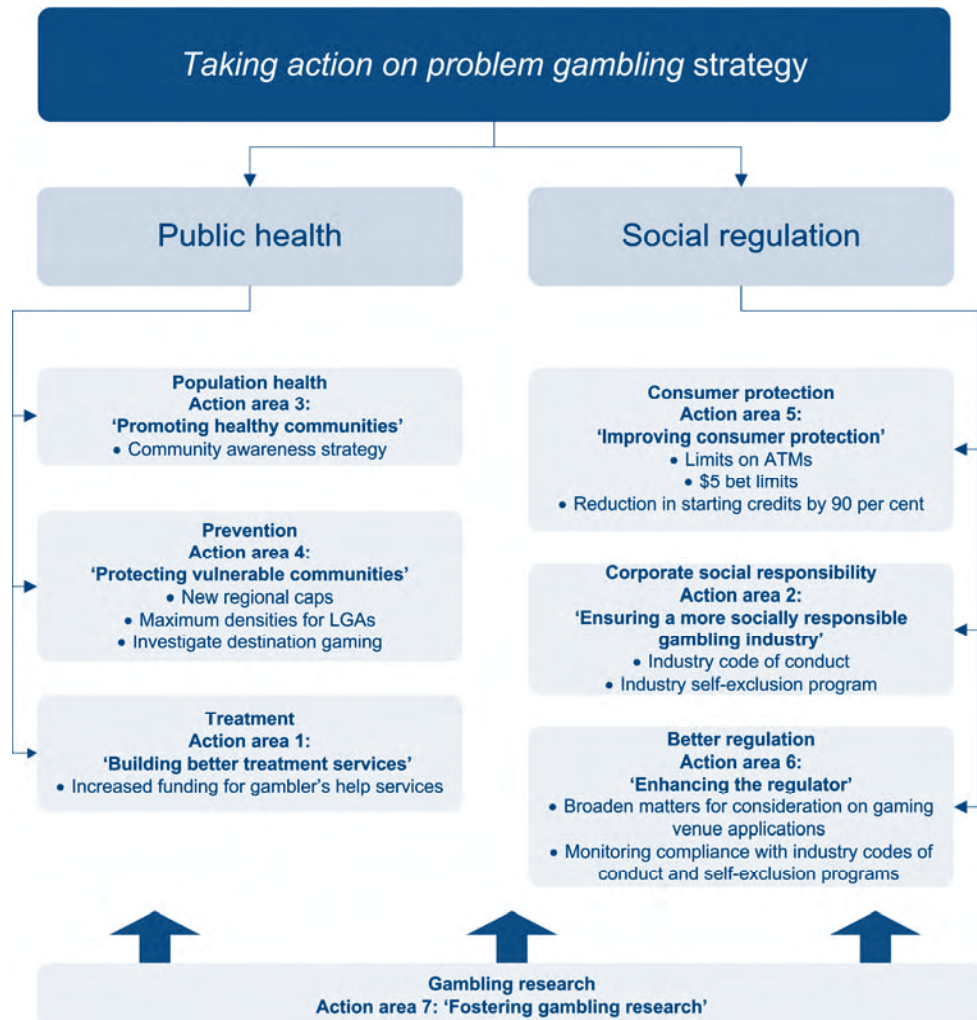 Taking action on problem gambling strategy
Public health
Social regulation
Population health
Action area 3:
‘Promoting healthy communities’
• Community awareness strategy
Prevention
Action area 4:
‘Protecting vulnerable communities’
• New regional caps
• Maximum densities for LGAs
• Investigate destination gaming
Treatment
Action area 1:
‘Building better treatment services’
• Increased funding for gambler’s help services
Consumer protection
Action area 5:
‘Improving consumer protection’
• Limits on ATMs
• $5 bet limits
• Reduction in starting credits by 90 per cent
Corporate social responsibility
Action area 2:
‘Ensuring a more socially responsible
gambling industry’
• Industry code of conduct
• Industry self-exclusion program
Better regulation
Action area 6:
‘Enhancing the regulator’
• Broaden matters for consideration on gaming
venue applications
• Monitoring compliance with industry codes of
conduct and self-exclusion programs
Gambling research
Action area 7: ‘Fostering gambling research’